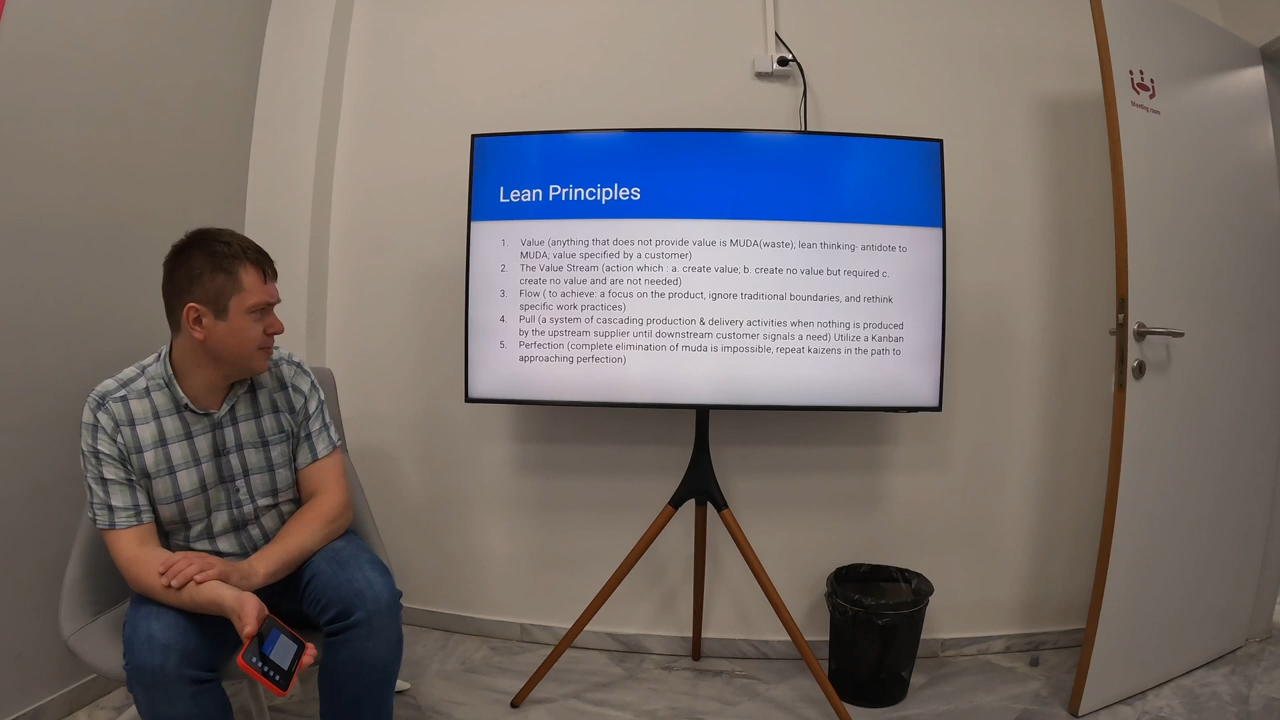 Meeting room
Lean Principles
1. Value (anything that does not provide value is MUDA(waste); lean thinking- antidote to
MUDA; value specified by a customer)
2. The Value Stream (action which : a. create value; b. create no value but required c.
create no value and are not needed)
3. Flow ( to achieve: a focus on the product, ignore traditional boundaries, and rethink
specific work practices)
4. Pull (a system of cascading production & delivery activities when nothing is produced
by the upstream supplier until downstream customer signals a need) Utilize a Kanban
5. Perfection (complete elimination of muda is impossible, repeat kaizens in the path to
approaching perfection)